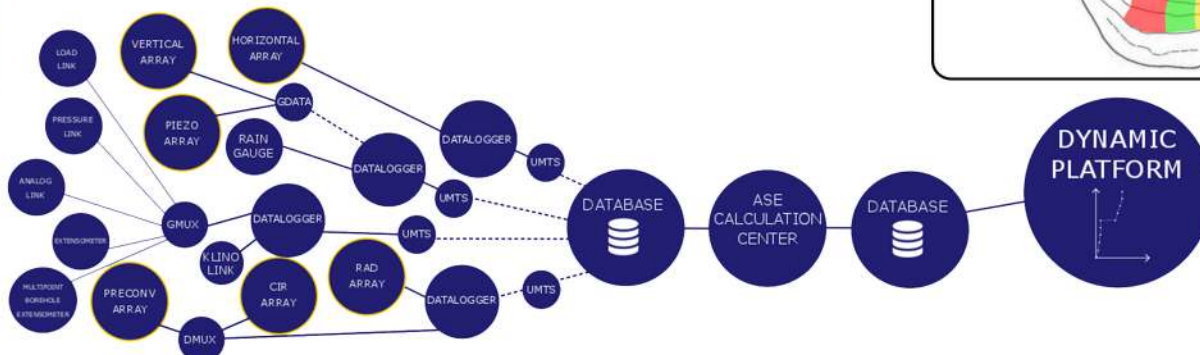 LOAD
LINK
VERTICAL
ARRAY
HORIZONTAL
ARRAY
GDATA
PRESSURE
LINK
PIEZO
ARRAY
RAIN
GAUGE
DATALOGGER
DATALOGGER
UMTS
UMTS
ANALOG
LINK
GMUX
DATALOGGER
UMTS
EXTENSOMETER
KLINO
LINK
MULTIPOINT
BOREHOLE
EXTENSOMETER
PRECONV
ARRAY
CIR
ARRAY
RAD
ARRAY
DATALOGGER
UMTS
DMUX
DATABASE
ASE
CALCULATION
CENTER
DATABASE
DYNAMIC
PLATFORM